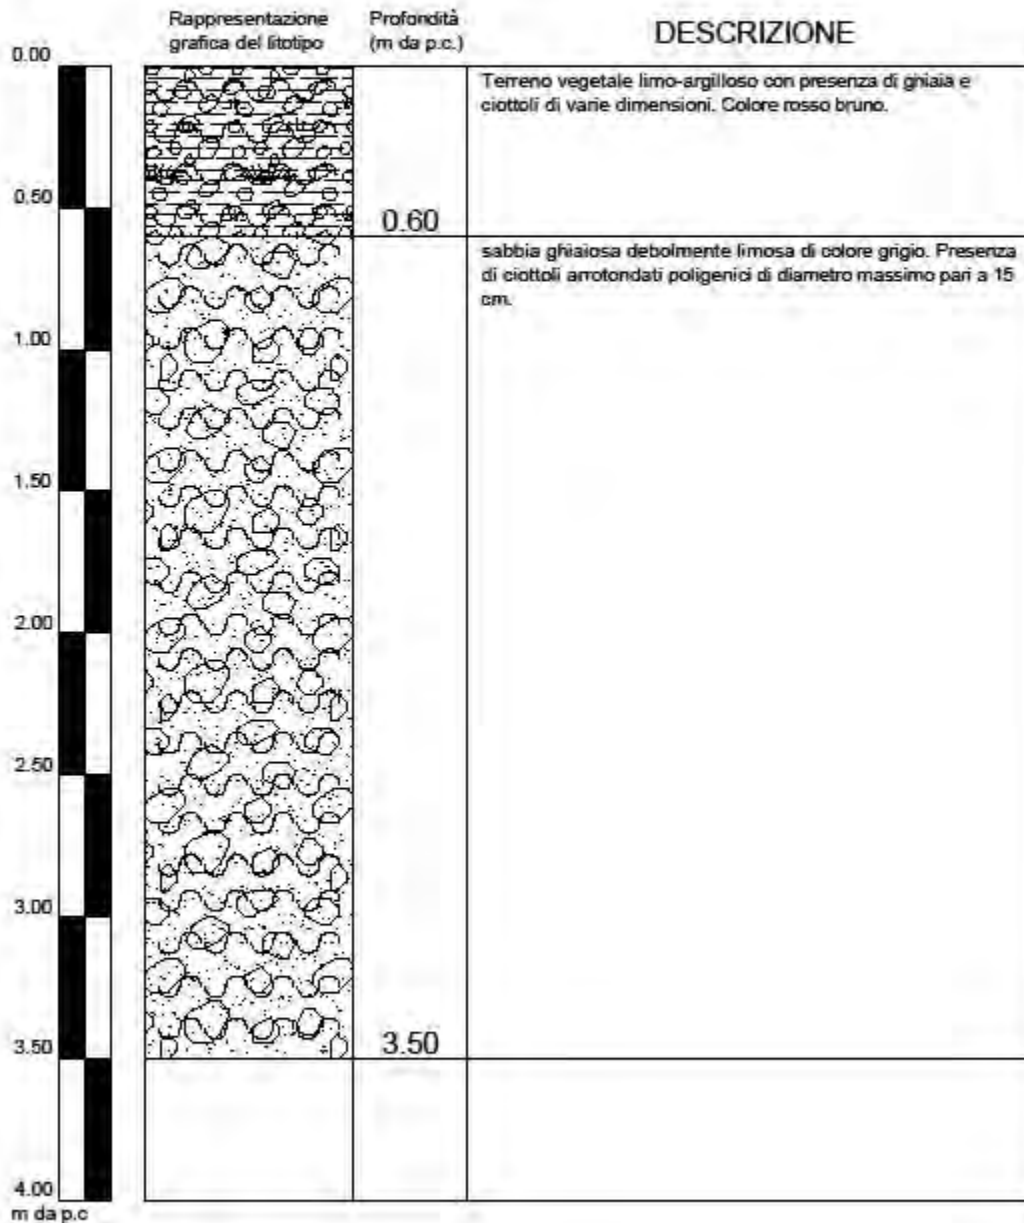 Rappresentazione
grafica del litotipo
Profondità
(m da p.c.)
DESCRIZIONE
0.00
Terreno vegetale limo-argilloso con presenza di ghiaia e
ciottoli di varie dimensioni. Colore rosso bruno.
0.50
0.60
sabbia ghiaiosa debolmente limosa di colore grigio. Presenza
di ciottoli arrotondati poligenici di diametro massimo pari a 15
cm.
1.00
1.50
2.00
2.50
3.00
3.50
3.50
4.00
m da p.c